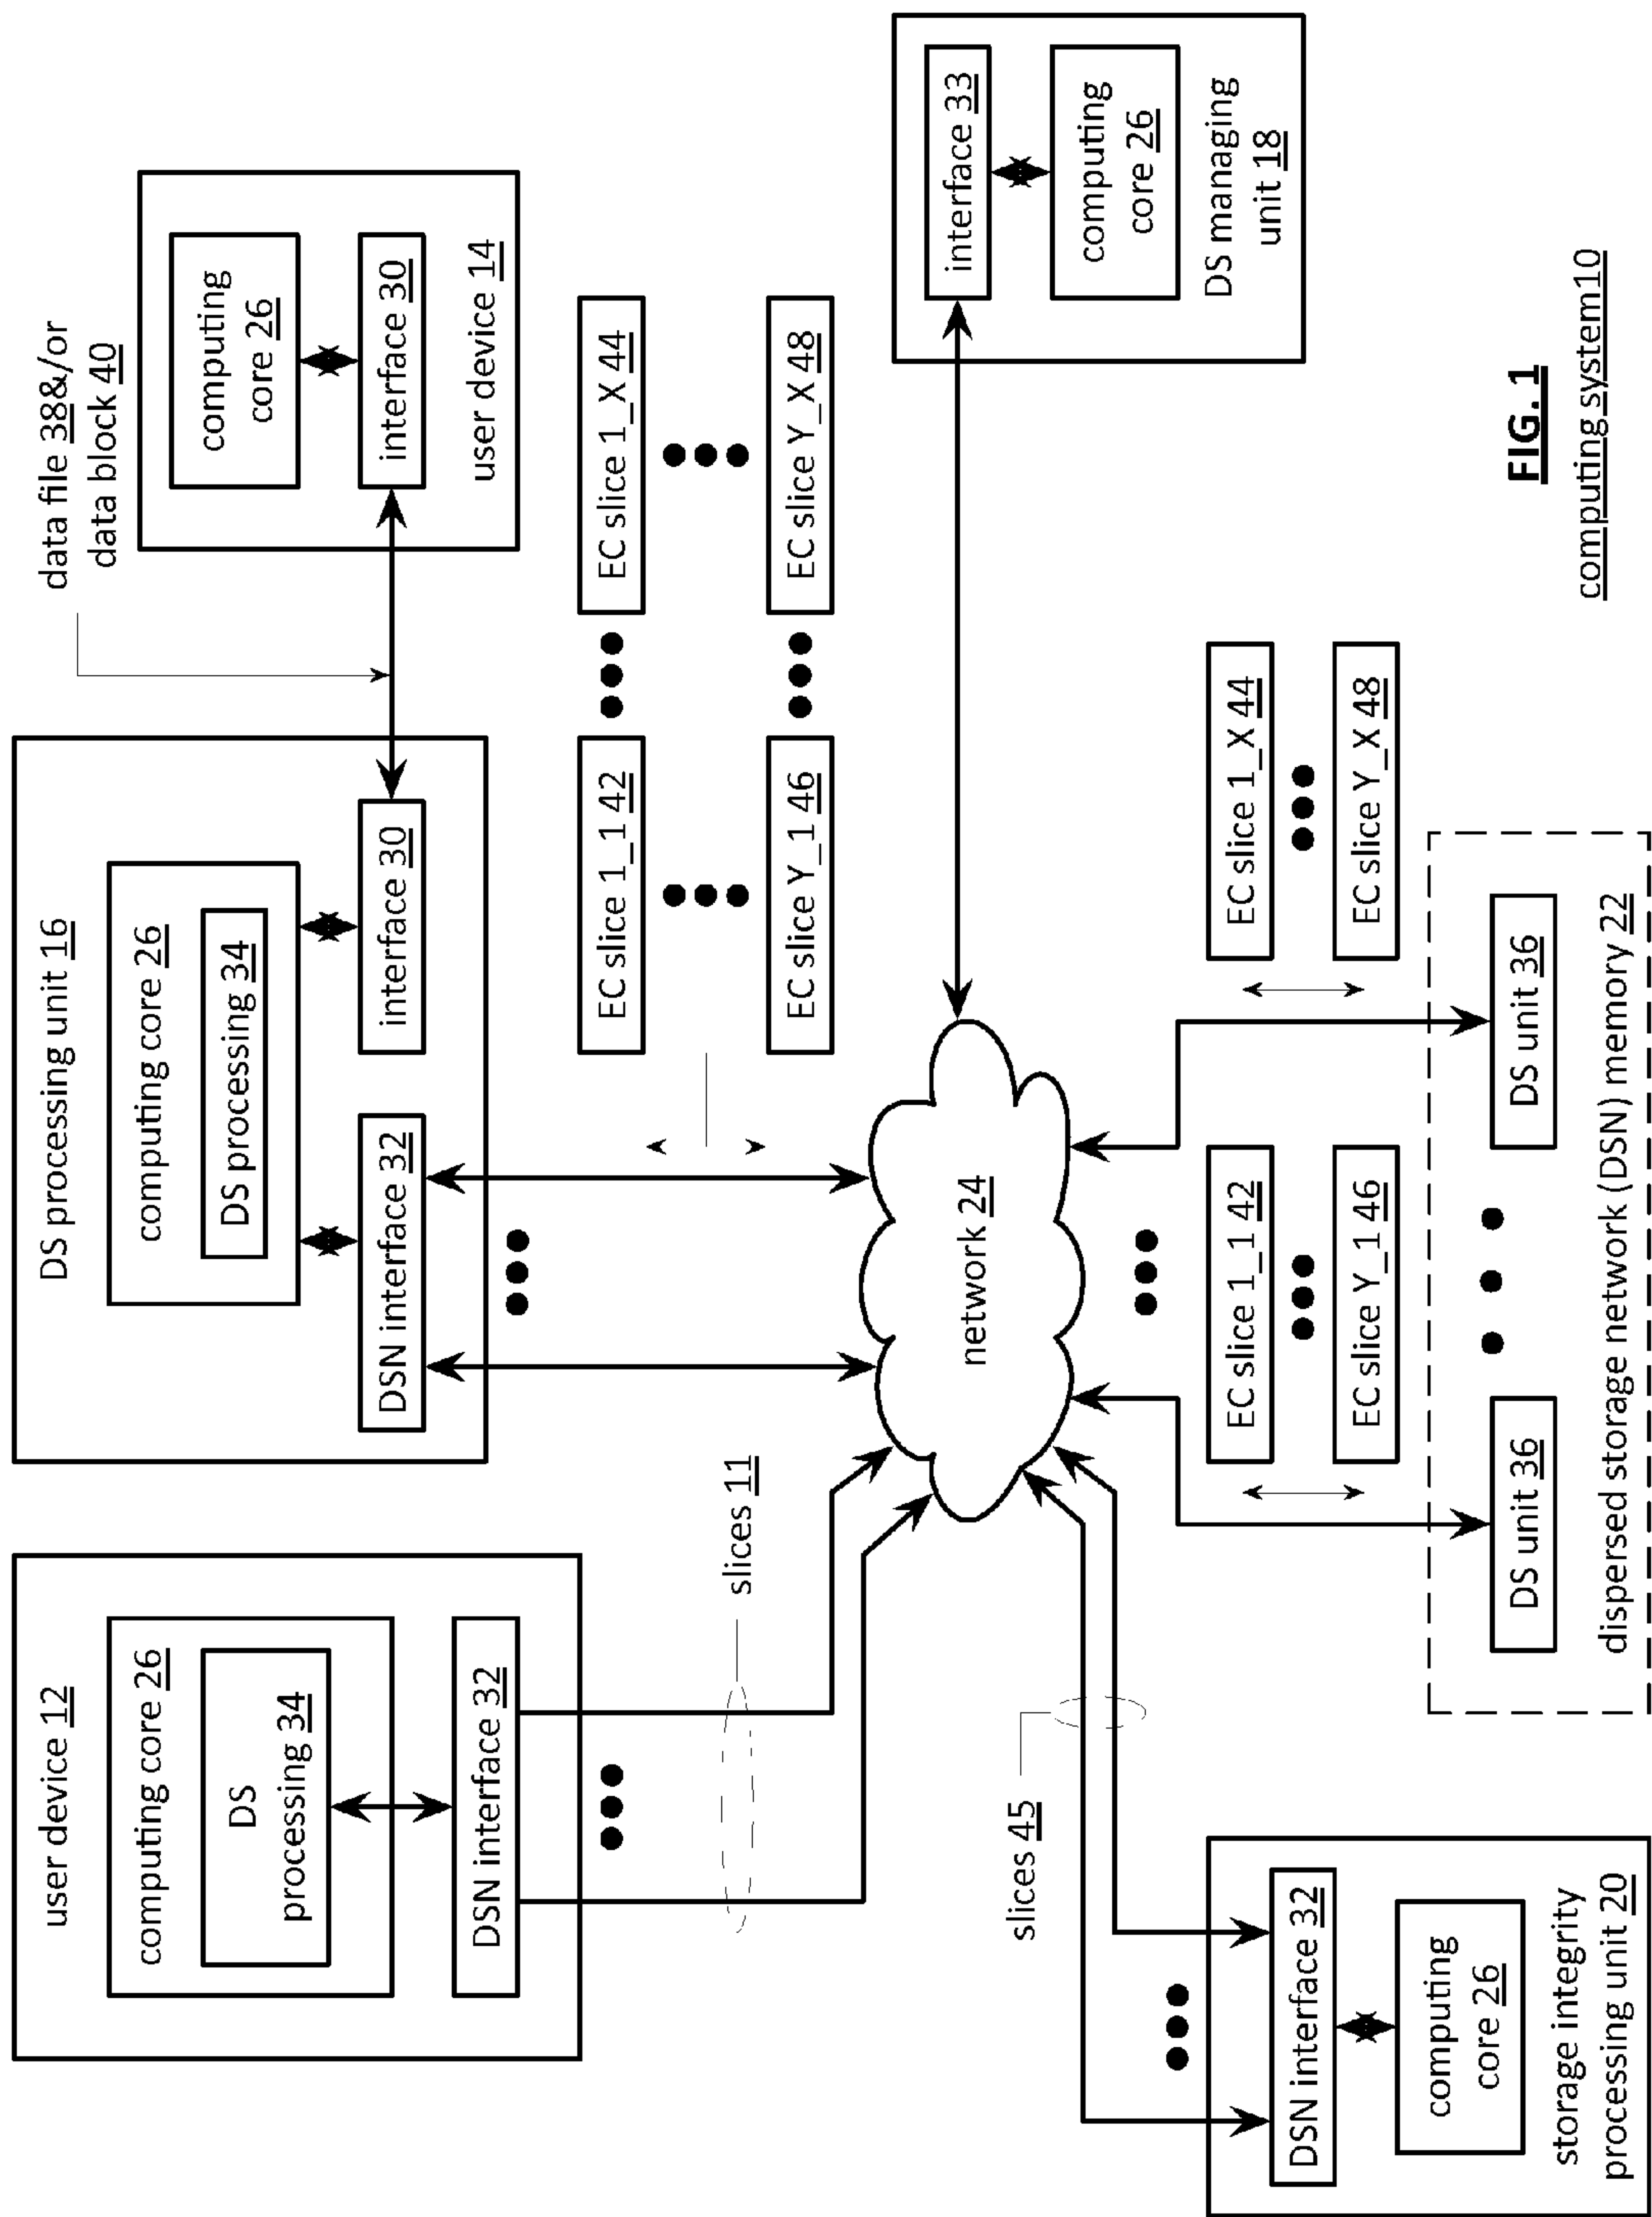 user device 12
computing core 26
DS
processing 34
DSN interface 32
slices 11
DS processing unit 16
computing core 26
DS processing 34
DSN interface 32
interface 30
data file 38&/or
data block 40
computing
core 26
interface 30
user device 14
EC slice 1_1 42
EC slice 1_X 44
EC slice Y_1 46
EC slice Y_X 48
network 24
interface 33
computing
core 26
DS managing
unit 18
slices 45
DSN interface 32
computing
core 26
storage integrity
processing unit 20
EC slice 1_1 42
EC slice Y_1 46
EC slice 1_X 44
EC slice Y_X 48
DS unit 36
DS unit 36
dispersed storage network (DSN) memory 22
FIG. 1
computing system10